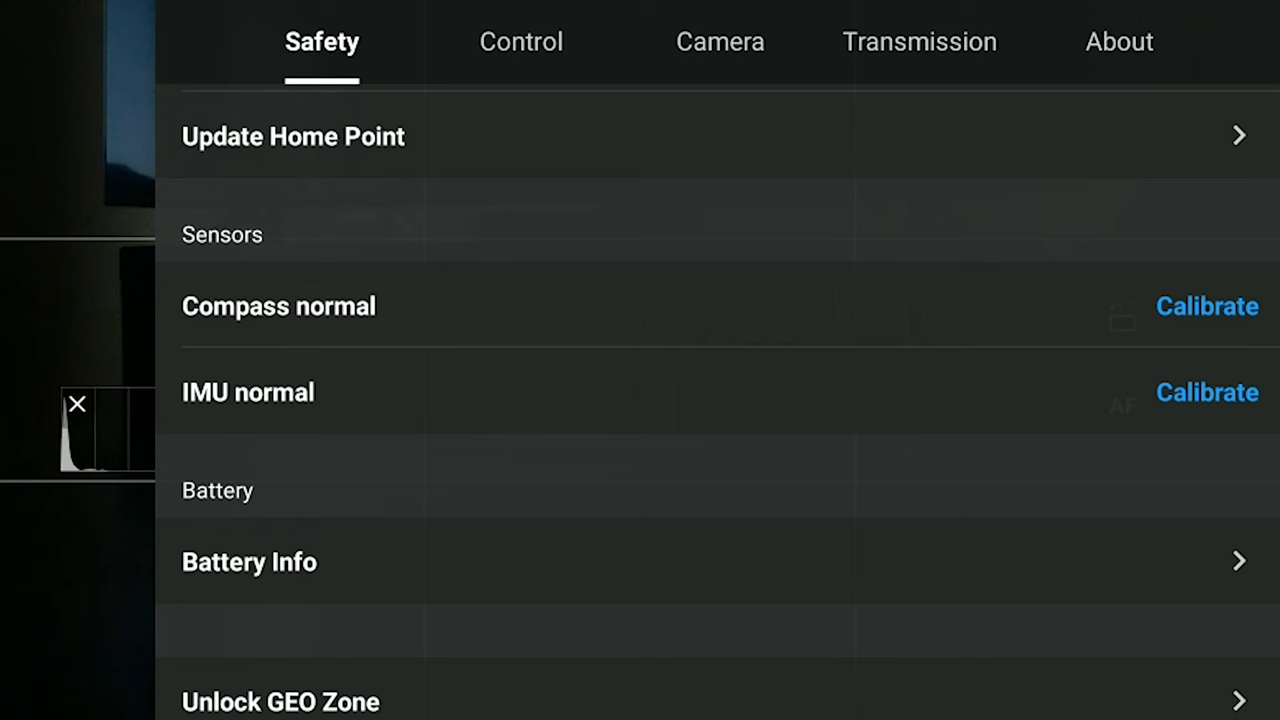 Safety Control Camera Transmission About
Update Home Point
Sensors
Compass normal Calibrate
IMU normal Calibrate
AF
Battery
Battery Info
Unlock GEO Zone